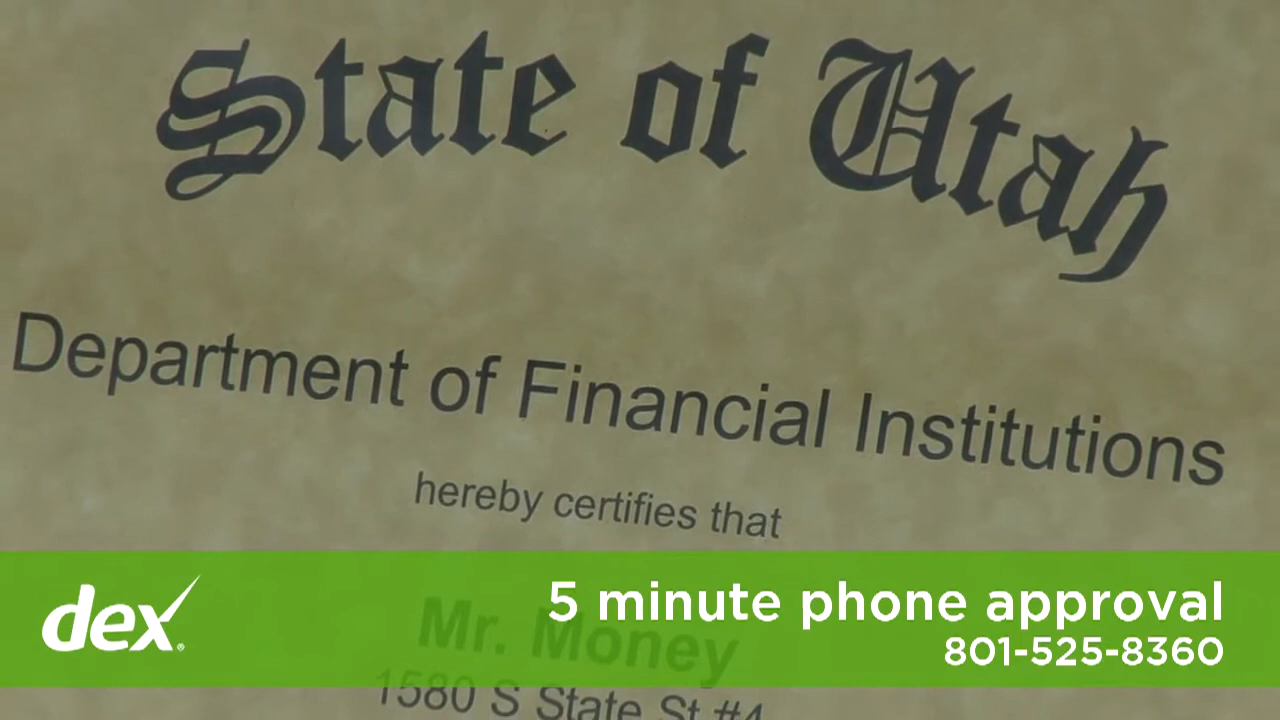 State of Utah
Department of Financial Institutions
hereby certifies that
Mr. Money
1580 S State St #4
dex®
5 minute phone approval
801-525-8360